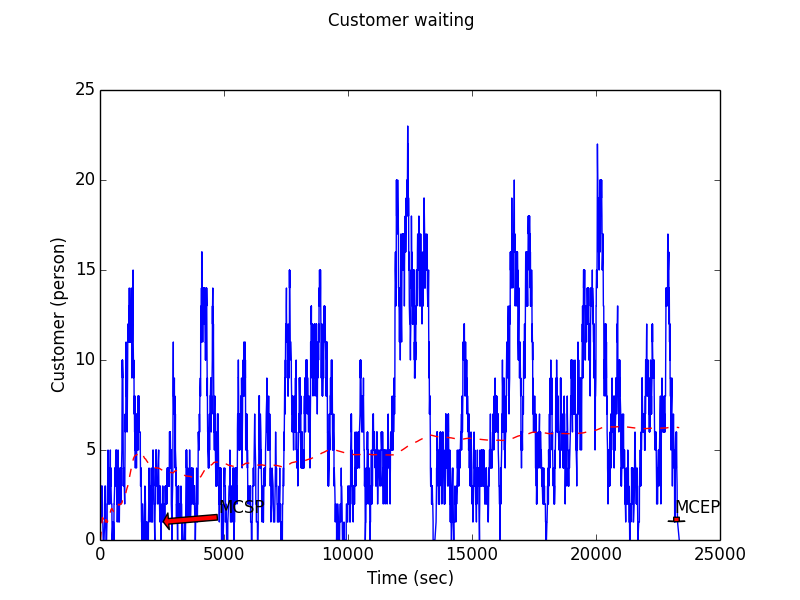 Customer waiting
25
20
15
10
5
0
Customer (person)
MCSP
MCEP
0 5000 10000 15000 20000 25000
Time (sec)